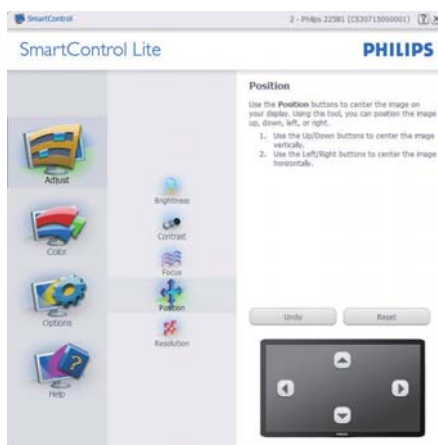 SmartControl
2 - Philips 225B1 (CS30715000001)
SmartControl Lite
PHILIPS
Position
Use the Position buttons to center the image on
your display. Using the tool, you can position the image
up, down, left, or right.
1. Use the Up/Down buttons to center the image
vertically.
2. Use the Left/Right buttons to center the image
horizontally.
Adjust
Color
Options
Help
Brightness
Contrast
Focus
Position
Resolution
Undo
Reset